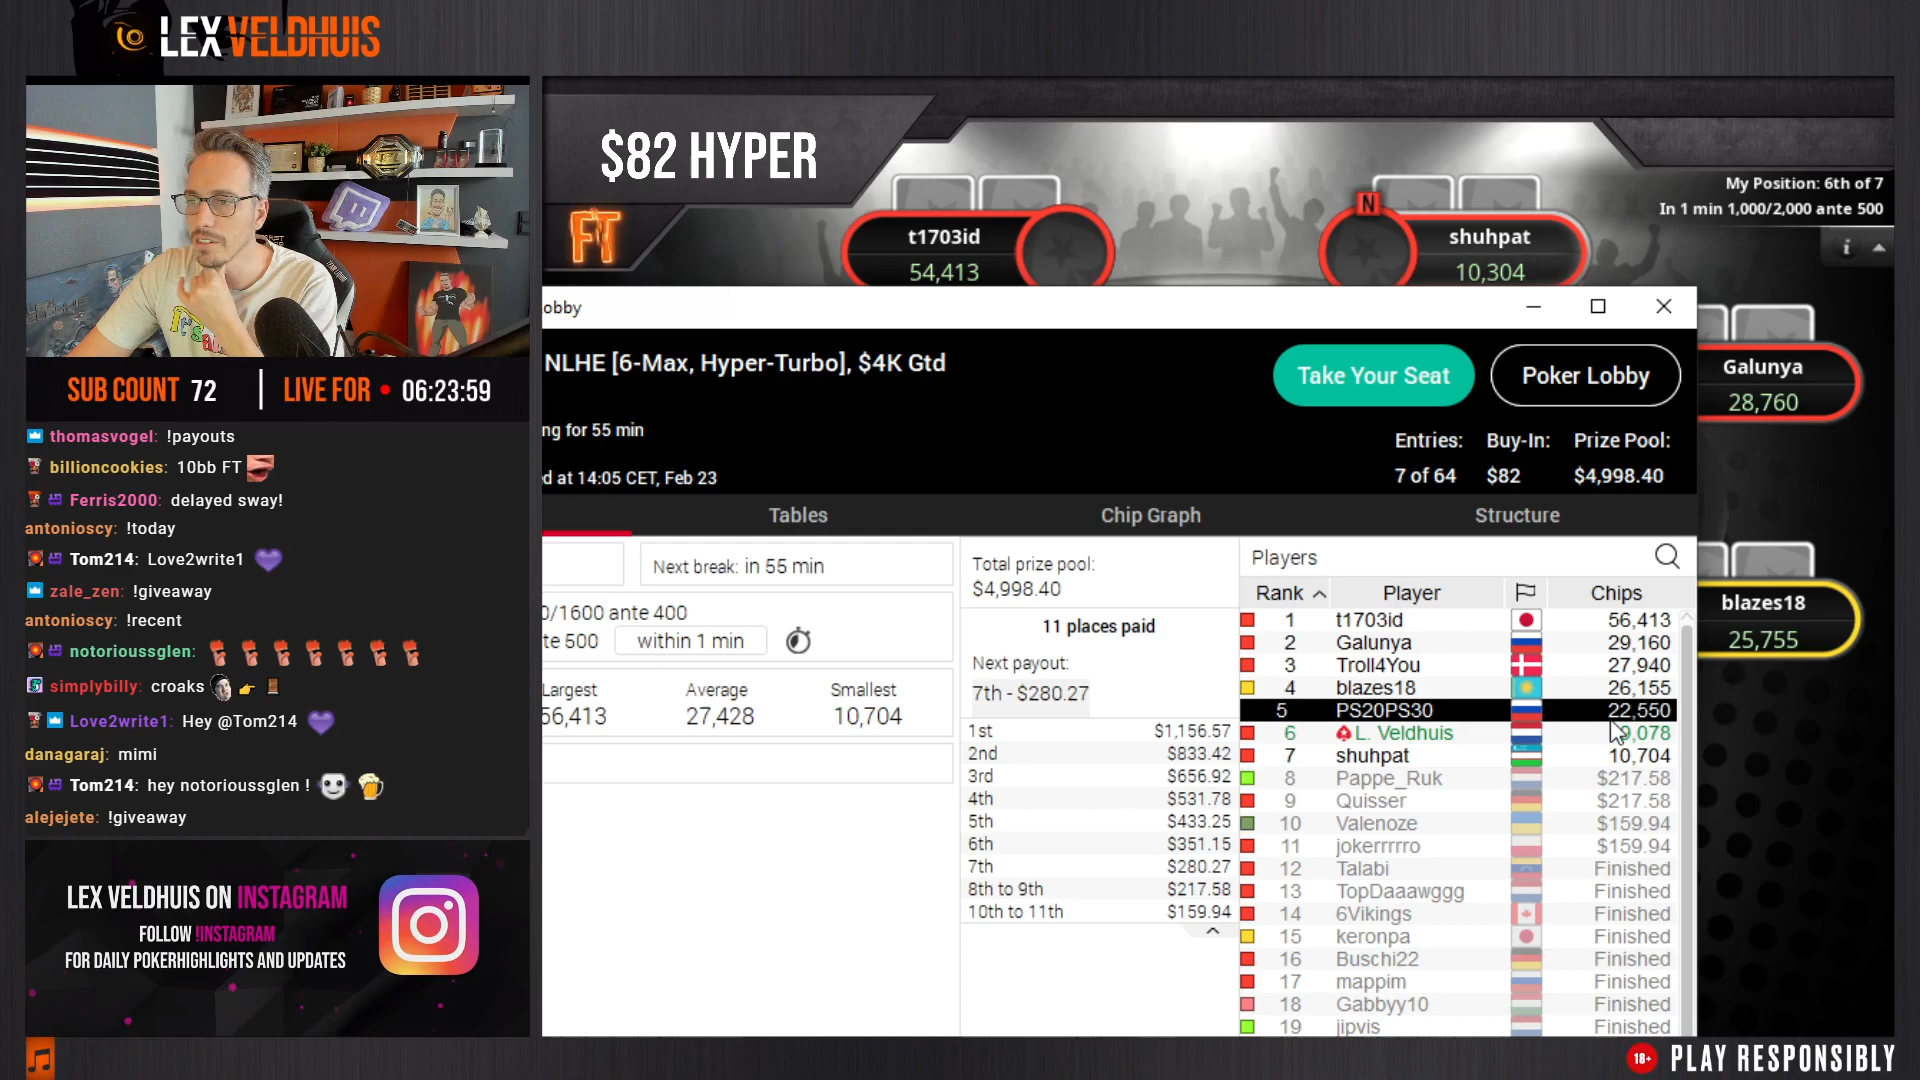 LEX VELDHUIS
SUB COUNT 72
LIVE FOR • 06:23:59
thomasvogel: !payouts
billioncookies: 10bb FT
Ferris2000: delayed sway!
antonioscy: !today
Tom214: Love2write1
zale_zen: !giveaway
antonioscy: !recent
notorioussglen:
simplybilly: croaks
Love2write1: Hey @Tom214
danagaraj: mimi
Tom214: hey notorioussglen !
alejejete: !giveaway
LEX VELDHUIS ON INSTAGRAM
FOLLOW !INSTAGRAM
FOR DAILY POKERHIGHLIGHTS AND UPDATES
$82 HYPER
FT
t1703id
54,413
N
shuhpat
10,304
My Position: 6th of 7
In 1 min 1,000/2,000 ante 500
i
Galunya
28,760
blazes18
25,755
obby
NLHE [6-Max, Hyper-Turbo], $4K Gtd
Take Your Seat
Poker Lobby
ng for 55 min
Entries: Buy-In: Prize Pool:
7 of 64 $82 $4,998.40
d at 14:05 CET, Feb 23
Tables Chip Graph Structure
Next break: in 55 min
0/1600 ante 400
te 500 within 1 min
Largest Average Smallest
56,413 27,428 10,704
Total prize pool:
$4,998.40
11 places paid
Next payout:
7th - $280.27
1st $1,156.57
2nd $833.42
3rd $656.92
4th $531.78
5th $433.25
6th $351.15
7th $280.27
8th to 9th $217.58
10th to 11th $159.94
Players
Rank Player Chips
1 t1703id 56,413
2 Galunya 29,160
3 Troll4You 27,940
4 blazes18 26,155
5 PS20PS30 22,550
6 L. Veldhuis 9,078
7 shuhpat 10,704
8 Pappe_Ruk $217.58
9 Quisser $217.58
10 Valenoze $159.94
11 jokerrrrro $159.94
12 Talabi Finished
13 TopDaaawggg Finished
14 6Vikings Finished
15 keronpa Finished
16 Buschi22 Finished
17 mappim Finished
18 Gabbyy10 Finished
19 jipvis Finished
18+ PLAY RESPONSIBLY